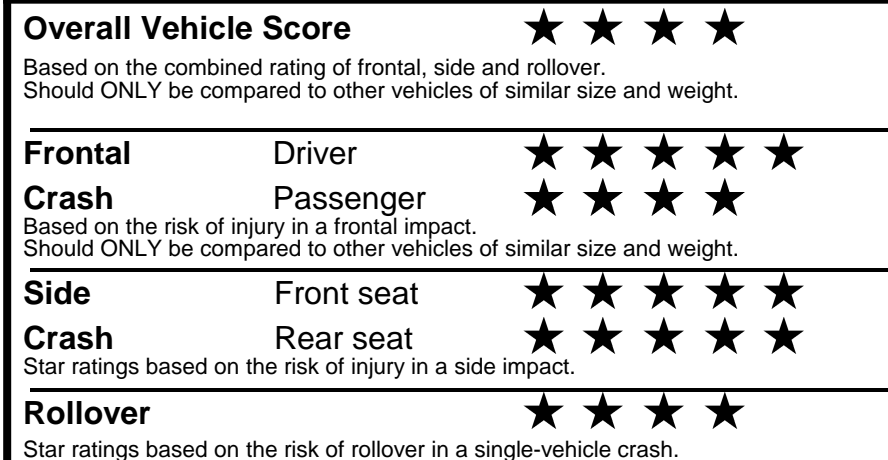 Overall Vehicle Score ★ ★ ★ ★
Based on the combined rating of frontal, side and rollover.
Should ONLY be compared to other vehicles of similar size and weight.
Frontal Driver ★ ★ ★ ★ ★
Crash Passenger ★ ★ ★ ★
Based on the risk of injury in a frontal impact.
Should ONLY be compared to other vehicles of similar size and weight.
Side Front seat ★ ★ ★ ★ ★
Crash Rear seat ★ ★ ★ ★ ★
Star ratings based on the risk of injury in a side impact.
Rollover ★ ★ ★ ★
Star ratings based on the risk of rollover in a single-vehicle crash.